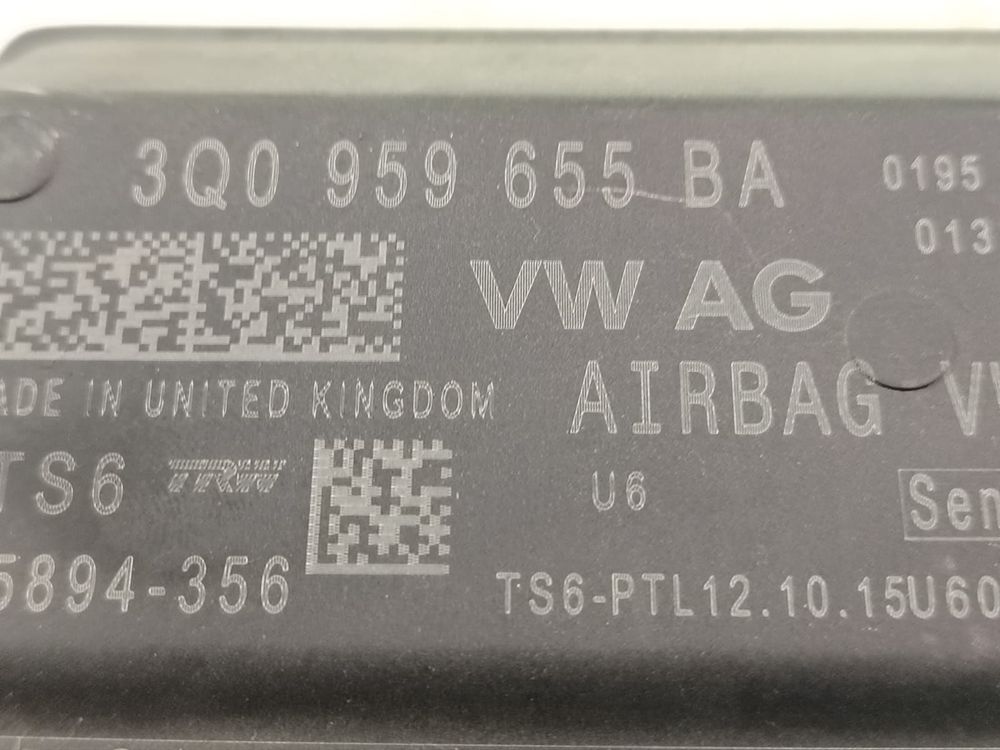 3Q0 959 655 BA 0195
013
VW AG
ADE IN UNITED KINGDOM AIRBAG
TS6 TRW U6 Sen
5894-356 TS6-PTL12.10.15U60